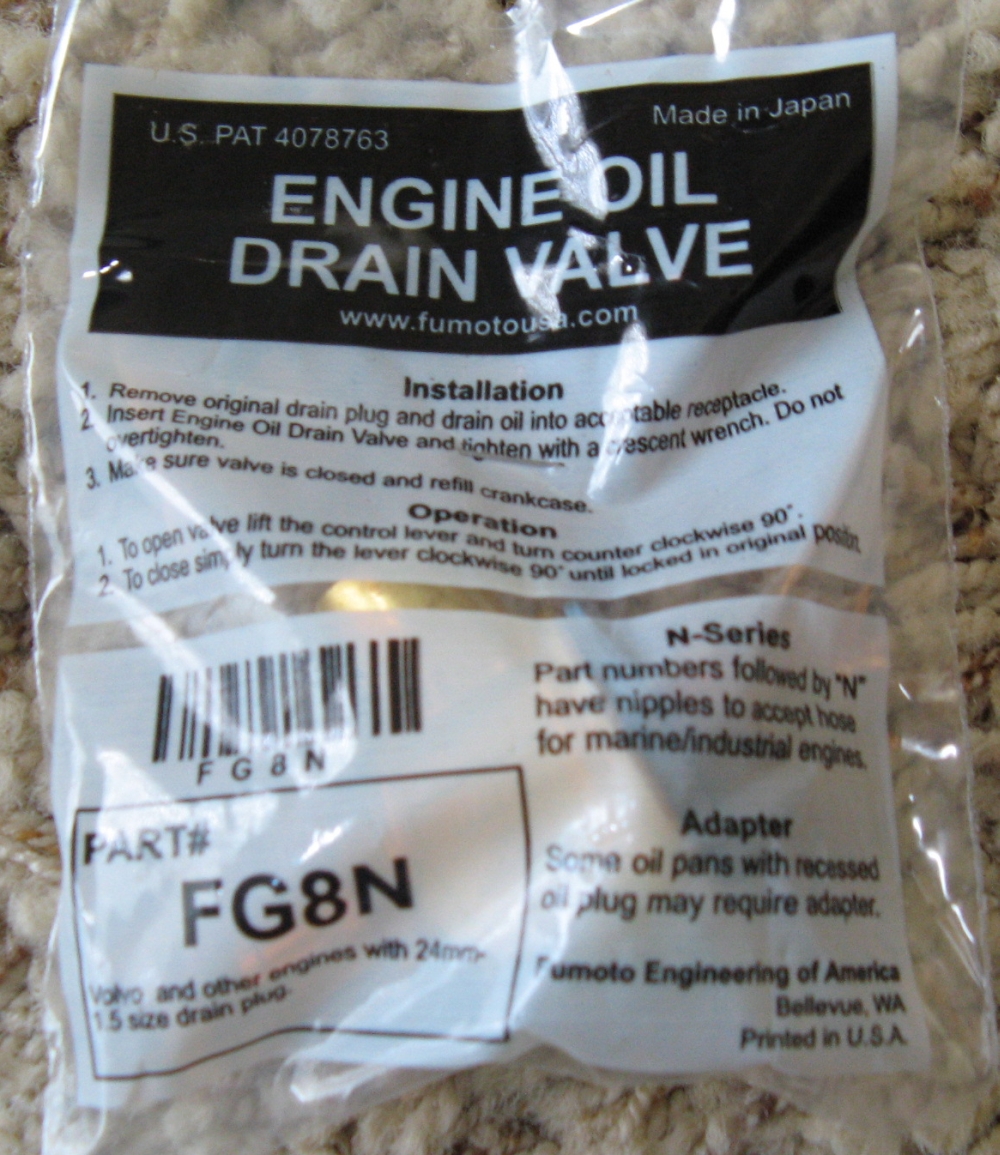 U.S. PAT 4078763
Made in Japan
ENGINE OIL
DRAIN VALVE
www.fumotousa.com
Installation
1. Remove original drain plug and drain oil into acceptable receptacle.
2. Insert Engine Oil Drain Valve and tighten with a crescent wrench. Do not
overtighten.
3. Make sure valve is closed and refill crankcase.
Operation
1. To open valve lift the control lever and turn counter clockwise 90°.
2. To close simply turn the lever clockwise 90° until locked in original position.
FG8N
PART#
FG8N
Volvo and other engines with 24mm-
1.5 size drain plug.
N-Series
Part numbers followed by "N"
have nipples to accept hose
for marine/industrial engines.
Adapter
Some oil pans with recessed
oil plug may require adapter.
Fumoto Engineering of America
Bellevue, WA
Printed in U.S.A.